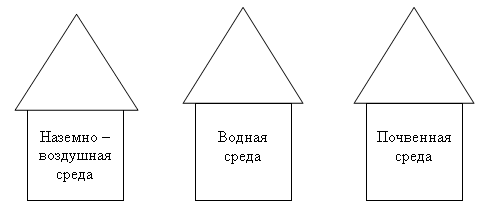 Наземно –
воздушная
среда
Водная
среда
Почвенная
среда